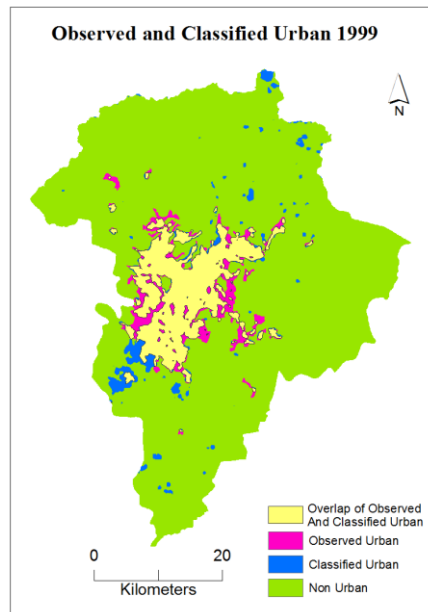 Observed and Classified Urban 1999
N
Overlap of Observed
And Classified Urban
Observed Urban
Classified Urban
Non Urban
0 20
Kilometers